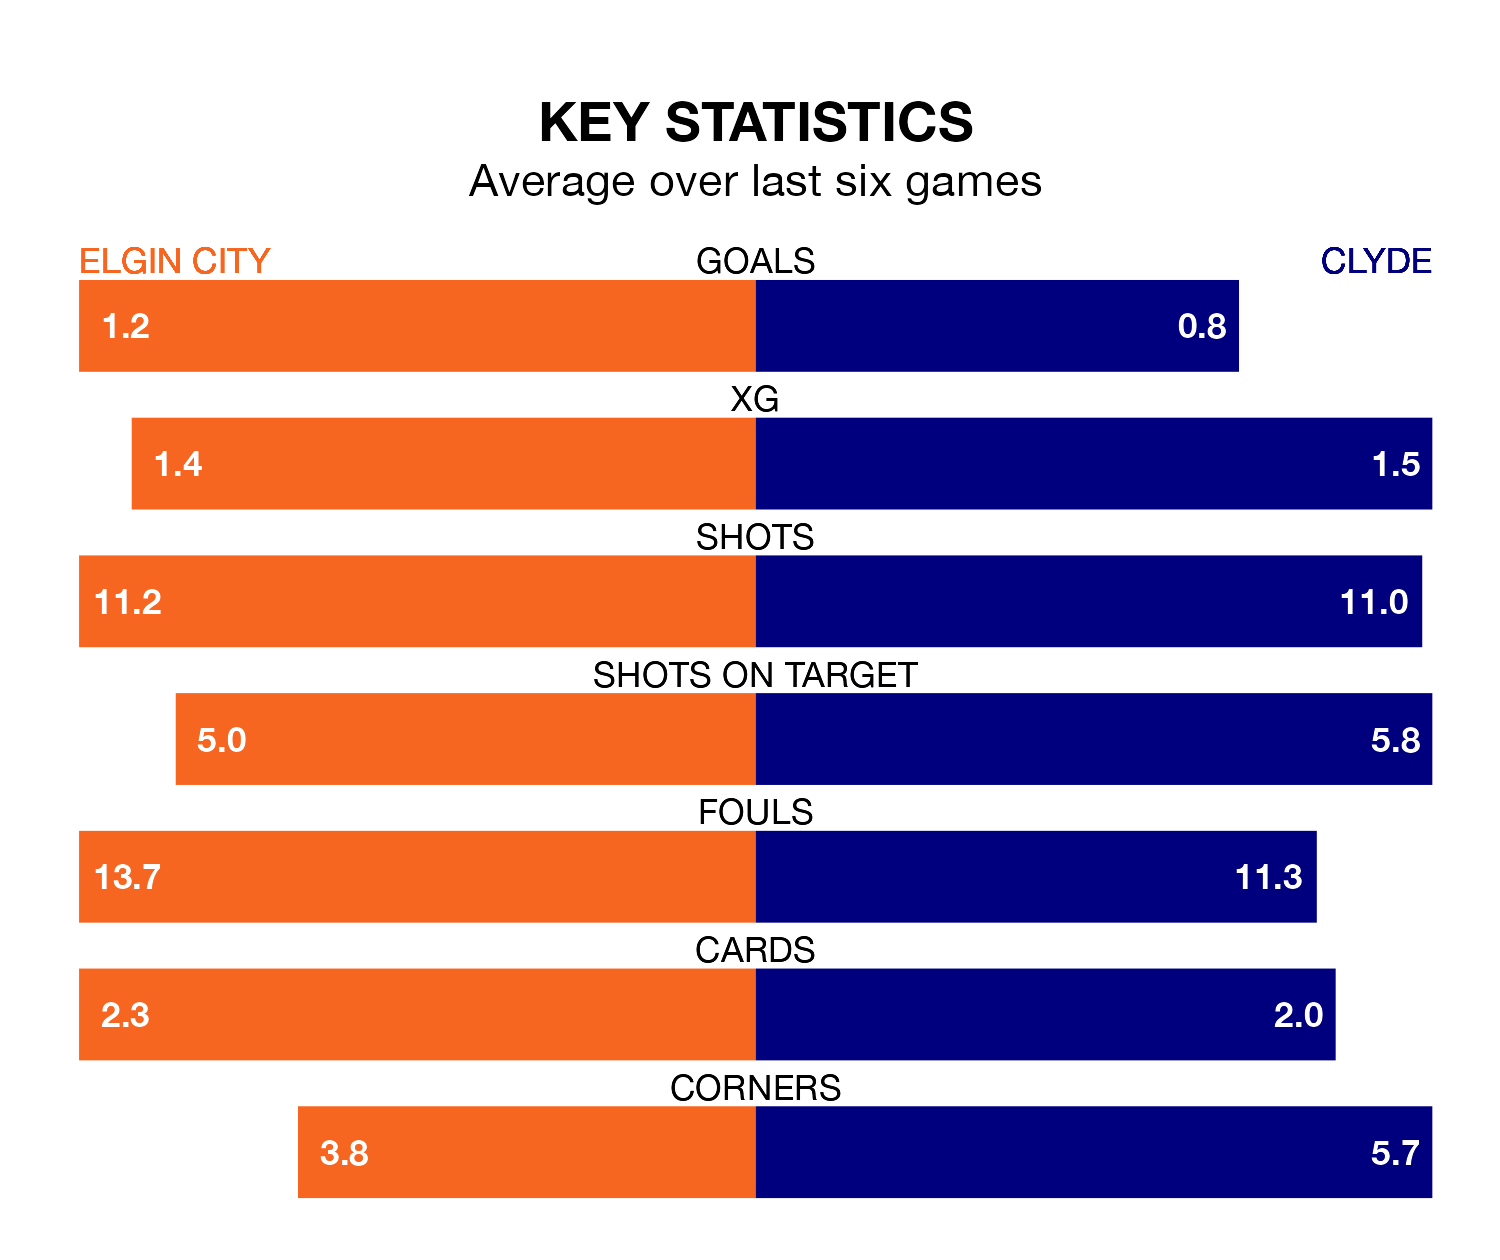 KEY STATISTICS
Average over last six games
ELGIN CITY GOALS CLYDE
1.2 0.8
XG
1.4 1.5
SHOTS
11.2 11.0
SHOTS ON TARGET
5.0 5.8
FOULS
13.7 11.3
CARDS
2.3 2.0
CORNERS
3.8 5.7